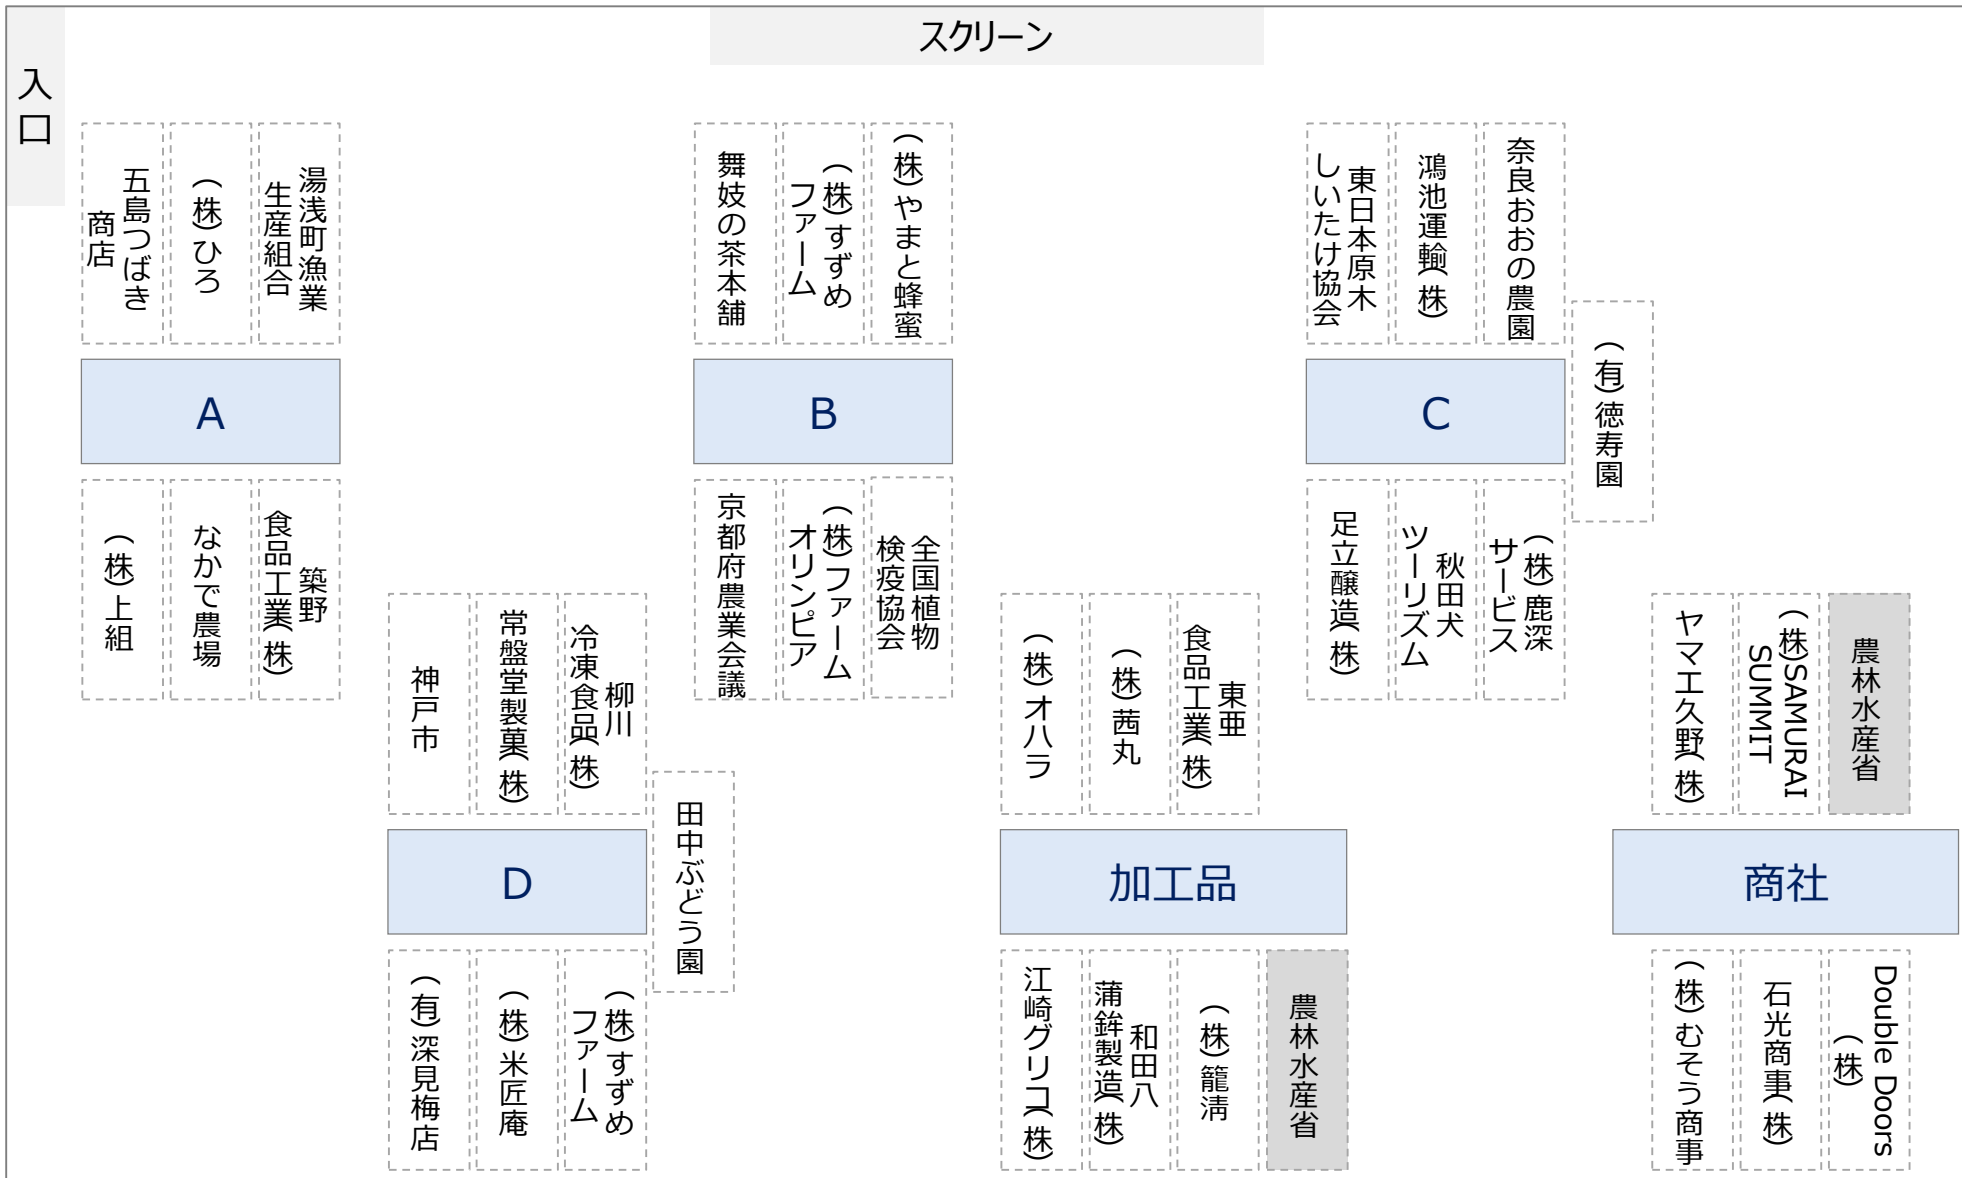 スクリーン
入口
五島つばき
商店
(株)ひろ
湯浅町漁業
生産組合
A
(株)上組
なかで農場
築野
食品工業(株)
舞妓の茶本舗
(株)すずめ
ファーム
(株)やまと蜂蜜
B
京都府農業会議
(株)ファーム
オリンピア
全国植物
検疫協会
東日本原木
しいたけ協会
鴻池運輸(株)
奈良おおの農園
C
(有)徳寿園
足立醸造(株)
秋田犬
ツーリズム
(株)鹿深
サービス
神戸市
常盤堂製菓(株)
柳川
冷凍食品(株)
D
田中ぶどう園
(有)深見梅店
(株)米匠庵
(株)すずめ
ファーム
(株)オハラ
(株)茜丸
東亜
食品工業(株)
加工品
江崎グリコ(株)
和田八
蒲鉾製造(株)
(株)籠淸
農林水産省
ヤマエ久野(株)
(株)SAMURAI
SUMMIT
農林水産省
商社
(株)むそう商事
石光商事(株)
Double Doors
(株)